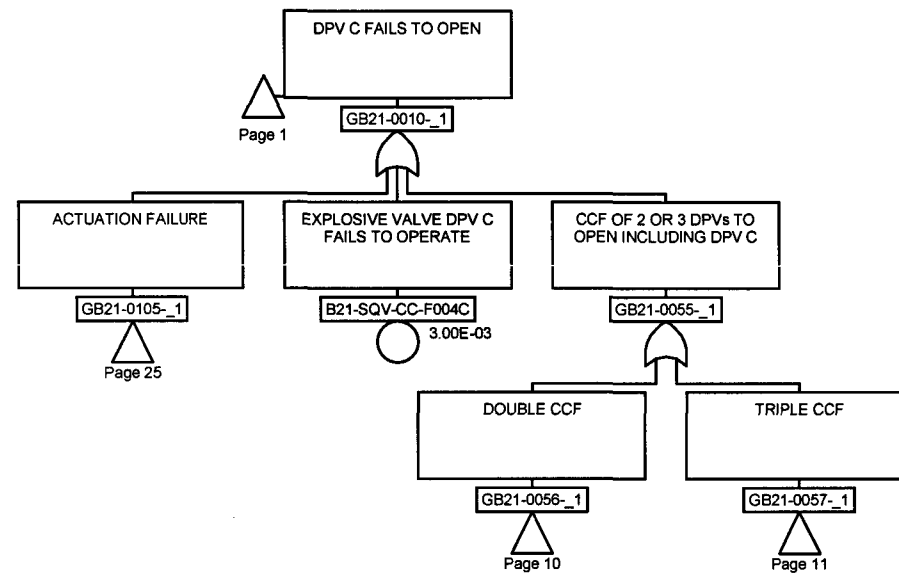 DPV C FAILS TO OPEN
Page 1
GB21-0010-_1
ACTUATION FAILURE
GB21-0105-_1
Page 25
EXPLOSIVE VALVE DPV C
FAILS TO OPERATE
B21-SQV-CC-F004C
3.00E-03
CCF OF 2 OR 3 DPVs TO
OPEN INCLUDING DPV C
GB21-0055-_1
DOUBLE CCF
GB21-0056-_1
Page 10
TRIPLE CCF
GB21-0057-_1
Page 11